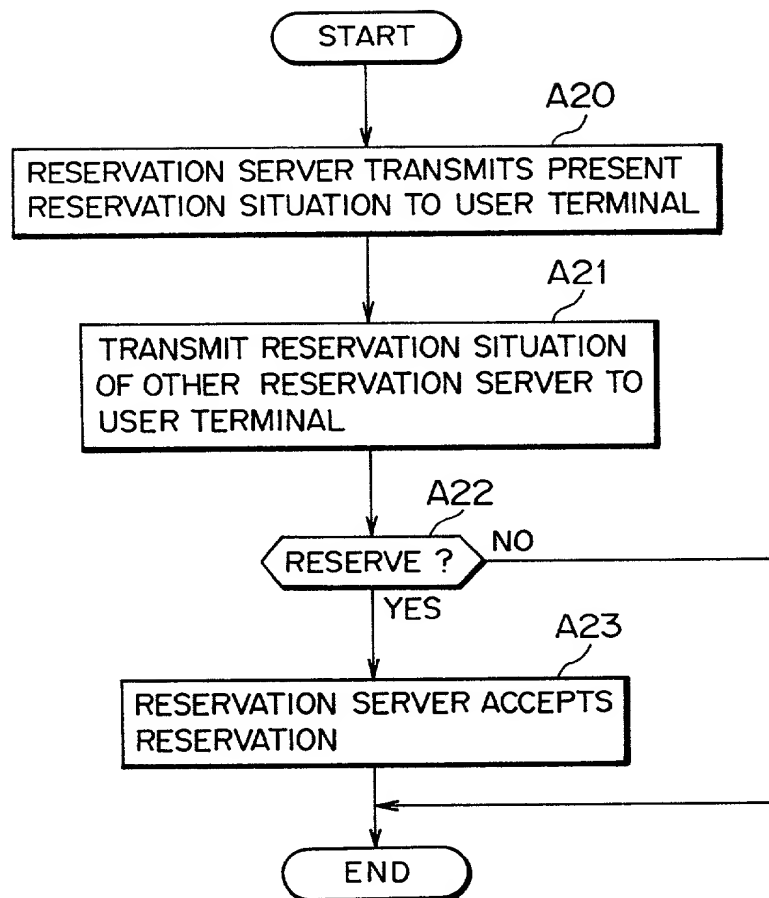 START
A20
RESERVATION SERVER TRANSMITS PRESENT
RESERVATION SITUATION TO USER TERMINAL
A21
TRANSMIT RESERVATION SITUATION
OF OTHER RESERVATION SERVER TO
USER TERMINAL
A22
RESERVE ?
NO
YES
A23
RESERVATION SERVER ACCEPTS
RESERVATION
END